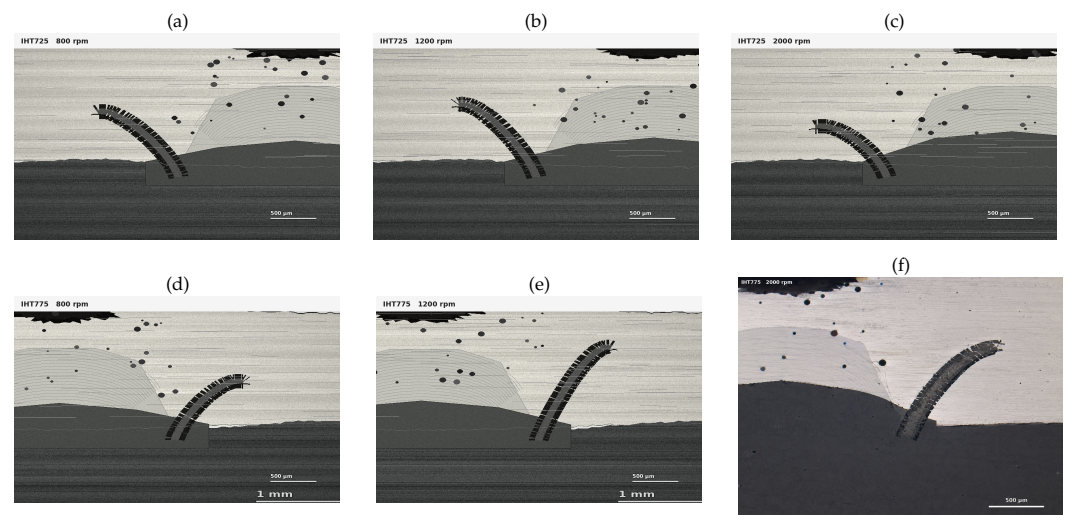 (a)
(b)
(c)
IHT725 800 rpm
IHT725 1200 rpm
IHT725 2000 rpm
500 µm
500 µm
500 µm
(d)
(e)
(f)
IHT775 800 rpm
IHT775 1200 rpm
IHT775 2000 rpm
500 µm
500 µm
500 µm
1 mm
1 mm